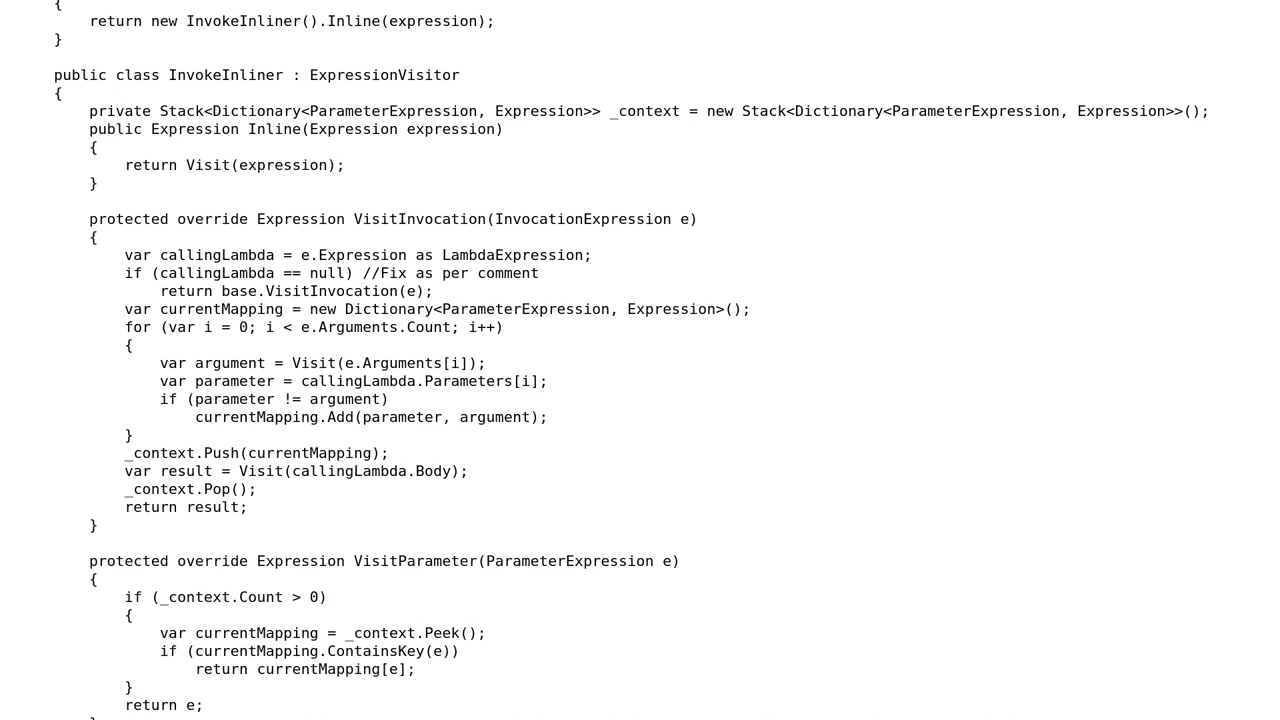 {
return new InvokeInliner().Inline(expression);
}
public class InvokeInliner : ExpressionVisitor
{
private Stack<Dictionary<ParameterExpression, Expression>> _context = new Stack<Dictionary<ParameterExpression, Expression>>();
public Expression Inline(Expression expression)
{
return Visit(expression);
}
protected override Expression VisitInvocation(InvocationExpression e)
{
var callingLambda = e.Expression as LambdaExpression;
if (callingLambda == null) //Fix as per comment
return base.VisitInvocation(e);
var currentMapping = new Dictionary<ParameterExpression, Expression>();
for (var i = 0; i < e.Arguments.Count; i++)
{
var argument = Visit(e.Arguments[i]);
var parameter = callingLambda.Parameters[i];
if (parameter != argument)
currentMapping.Add(parameter, argument);
}
_context.Push(currentMapping);
var result = Visit(callingLambda.Body);
_context.Pop();
return result;
}
protected override Expression VisitParameter(ParameterExpression e)
{
if (_context.Count > 0)
{
var currentMapping = _context.Peek();
if (currentMapping.ContainsKey(e))
return currentMapping[e];
}
return e;
}